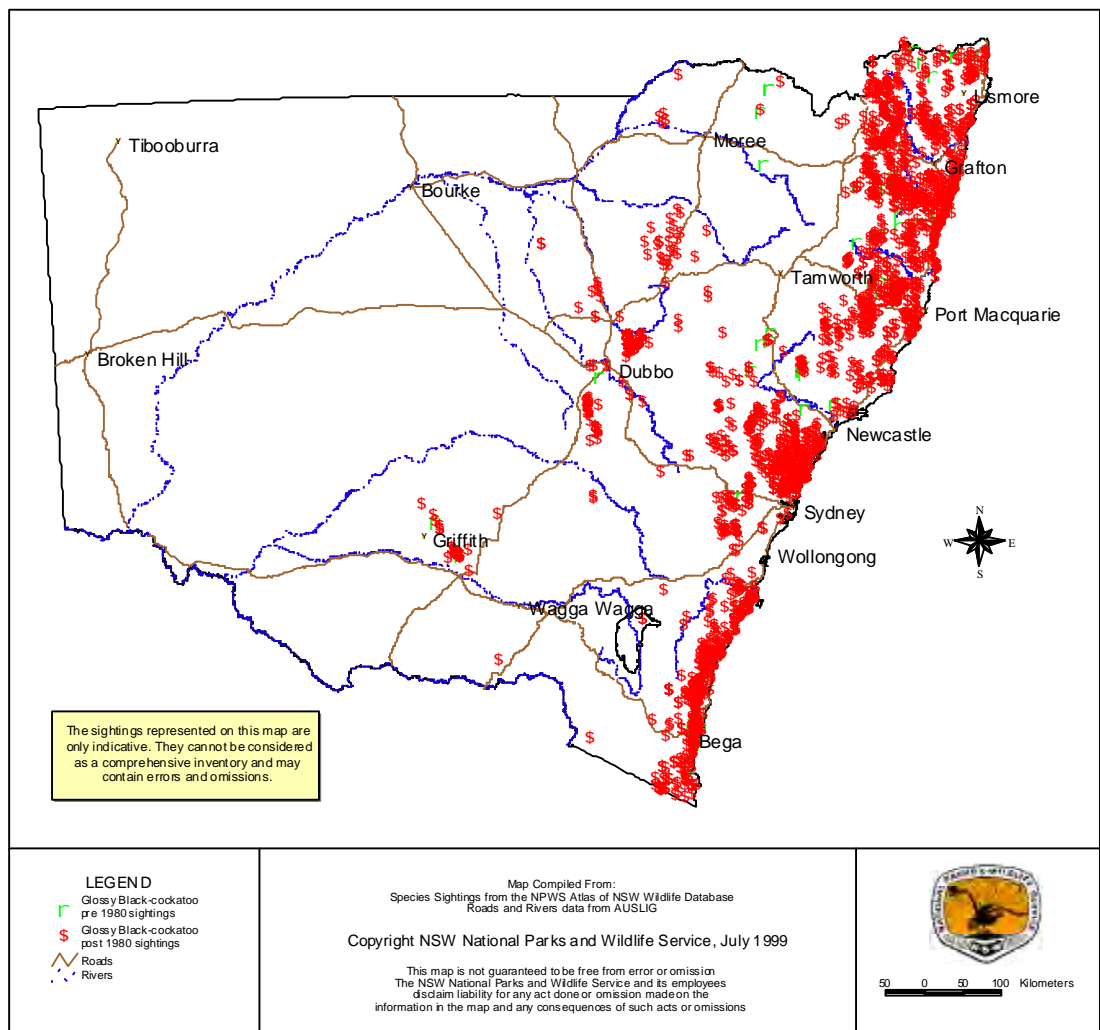 Lismore
Tibooburra
Moree
Grafton
Bourke
Tamworth
Port Macquarie
Broken Hill
Dubbo
Newcastle
Sydney
Griffith
N
W E
S
Wollongong
Wagga Wagga
Bega
The sightings represented on this map are
only indicative. They cannot be considered
as a comprehensive inventory and may
contain errors and omissions.
LEGEND
r Glossy Black-cockatoo
pre 1980 sightings
$ Glossy Black-cockatoo
post 1980 sightings
Roads
Rivers
Map Compiled From:
Species Sightings from the NPWS Atlas of NSW Wildlife Database
Roads and Rivers data from AUSLIG
Copyright NSW National Parks and Wildlife Service, July 1999
This map is not guaranteed to be free from error or omission
The NSW National Parks and Wildlife Service and its employees
disclaim liability for any act done or omission made on the
information in the map and any consequences of such acts or omissions
50 0 50 100 Kilometers